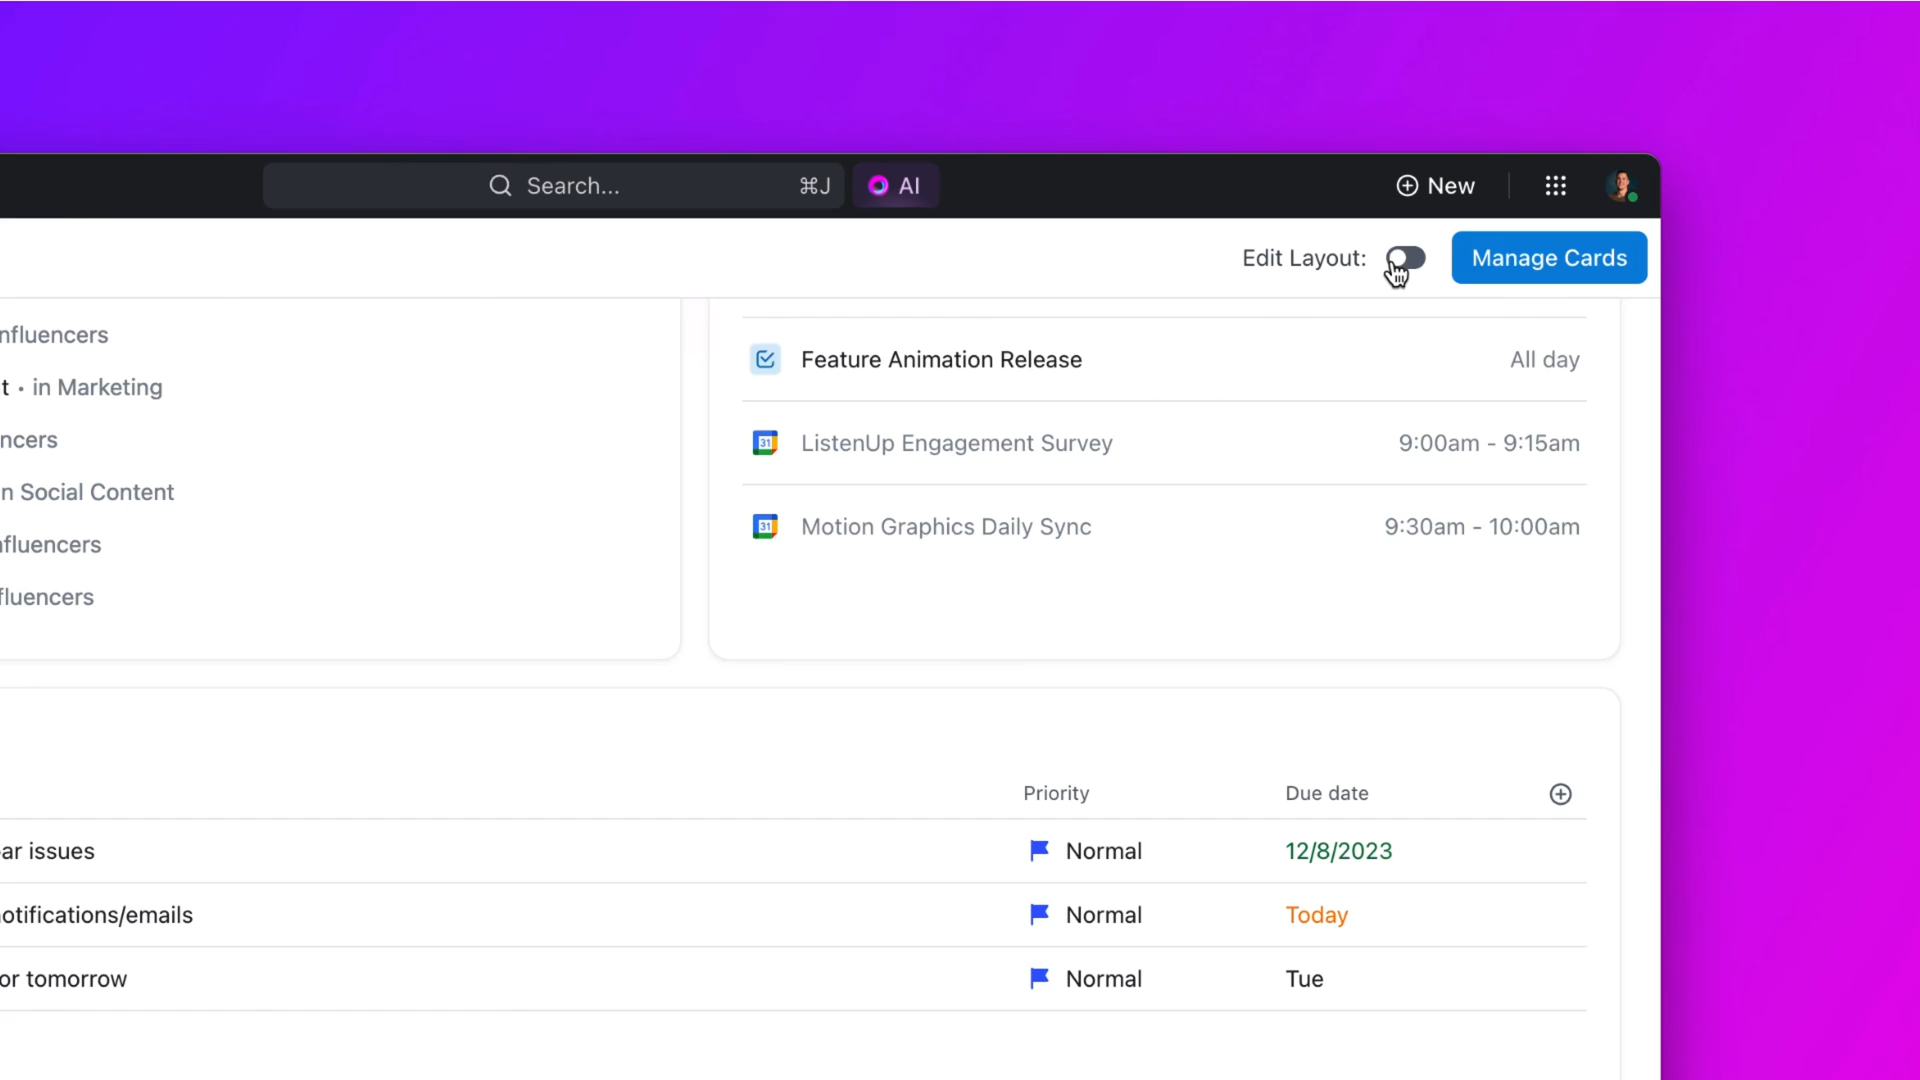 Search... ⌘J AI New
Edit Layout: Manage Cards
nfluencers
t • in Marketing
ncers
n Social Content
nfluencers
fluencers
Feature Animation Release All day
31 ListenUp Engagement Survey 9:00am - 9:15am
31 Motion Graphics Daily Sync 9:30am - 10:00am
Priority Due date
ar issues Normal 12/8/2023
notifications/emails Normal Today
or tomorrow Normal Tue